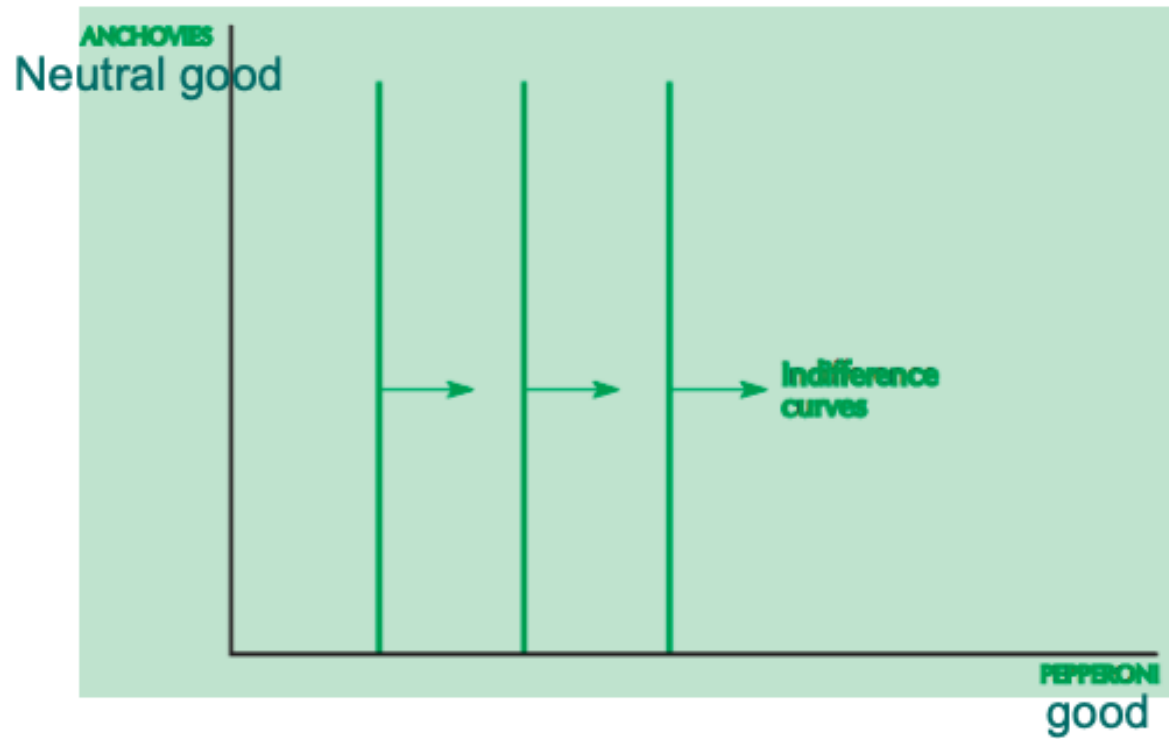 ANCHOVIES
Neutral good
Indifference
curves
PEPPERONI
good